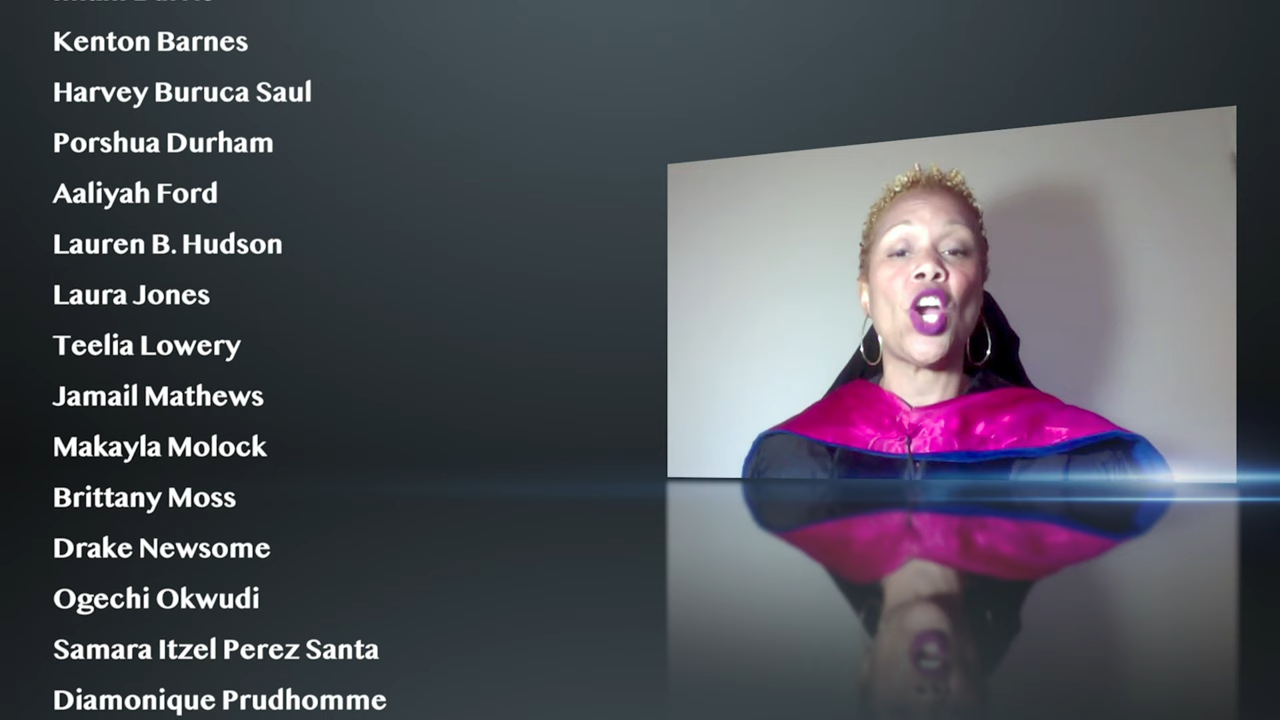 Kenton Barnes
Harvey Buruca Saul
Porshua Durham
Aaliyah Ford
Lauren B. Hudson
Laura Jones
Teelia Lowery
Jamail Mathews
Makayla Molock
Brittany Moss
Drake Newsome
Ogechi Okwudi
Samara Itzel Perez Santa
Diamonique Prudhomme